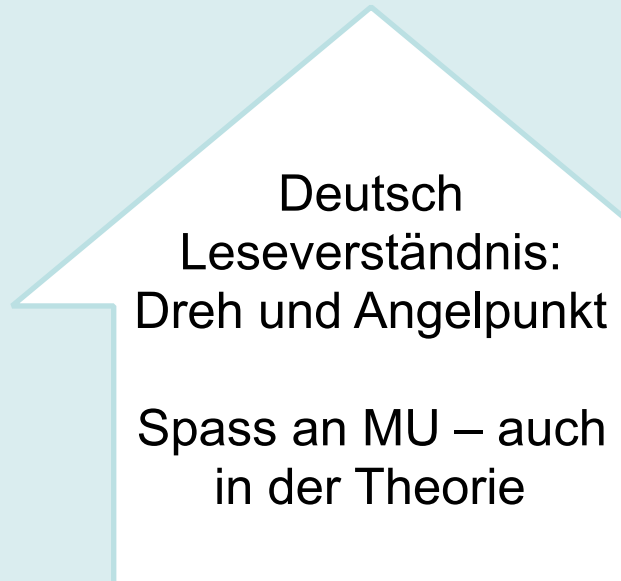 Deutsch
Leseverständnis:
Dreh und Angelpunkt
Spass an MU – auch
in der Theorie